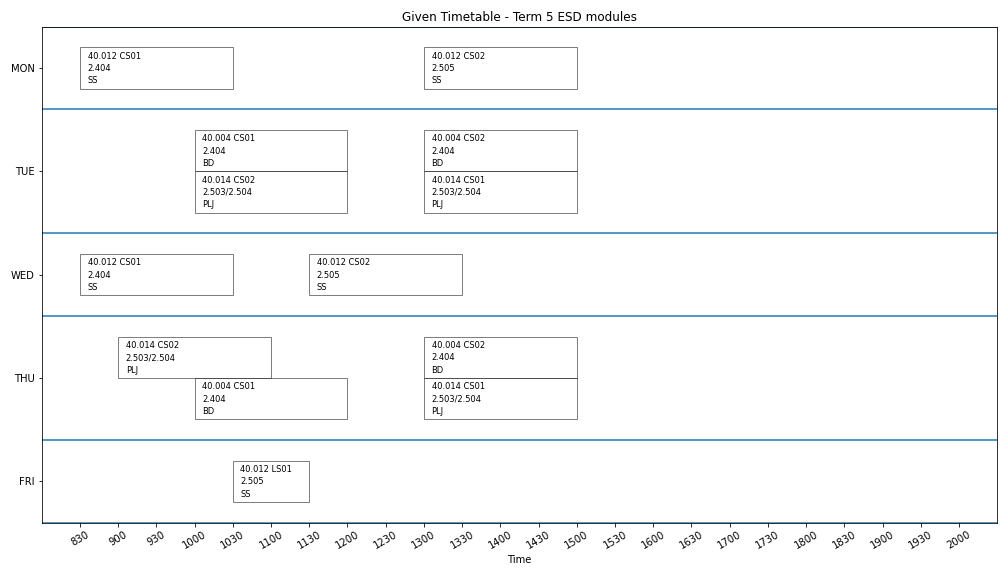 Given Timetable - Term 5 ESD modules
MON
40.012 CS01
2.404
SS
40.012 CS02
2.505
SS
TUE
40.004 CS01
2.404
BD
40.014 CS02
2.503/2.504
PLJ
40.004 CS02
2.404
BD
40.014 CS01
2.503/2.504
PLJ
WED
40.012 CS01
2.404
SS
40.012 CS02
2.505
SS
THU
40.014 CS02
2.503/2.504
PLJ
40.004 CS01
2.404
BD
40.004 CS02
2.404
BD
40.014 CS01
2.503/2.504
PLJ
FRI
40.012 LS01
2.505
SS
830 900 930 1000 1030 1100 1130 1200 1230 1300 1330 1400 1430 1500 1600 1630 1700 1730 1800 1830 1900 1930 2000
Time